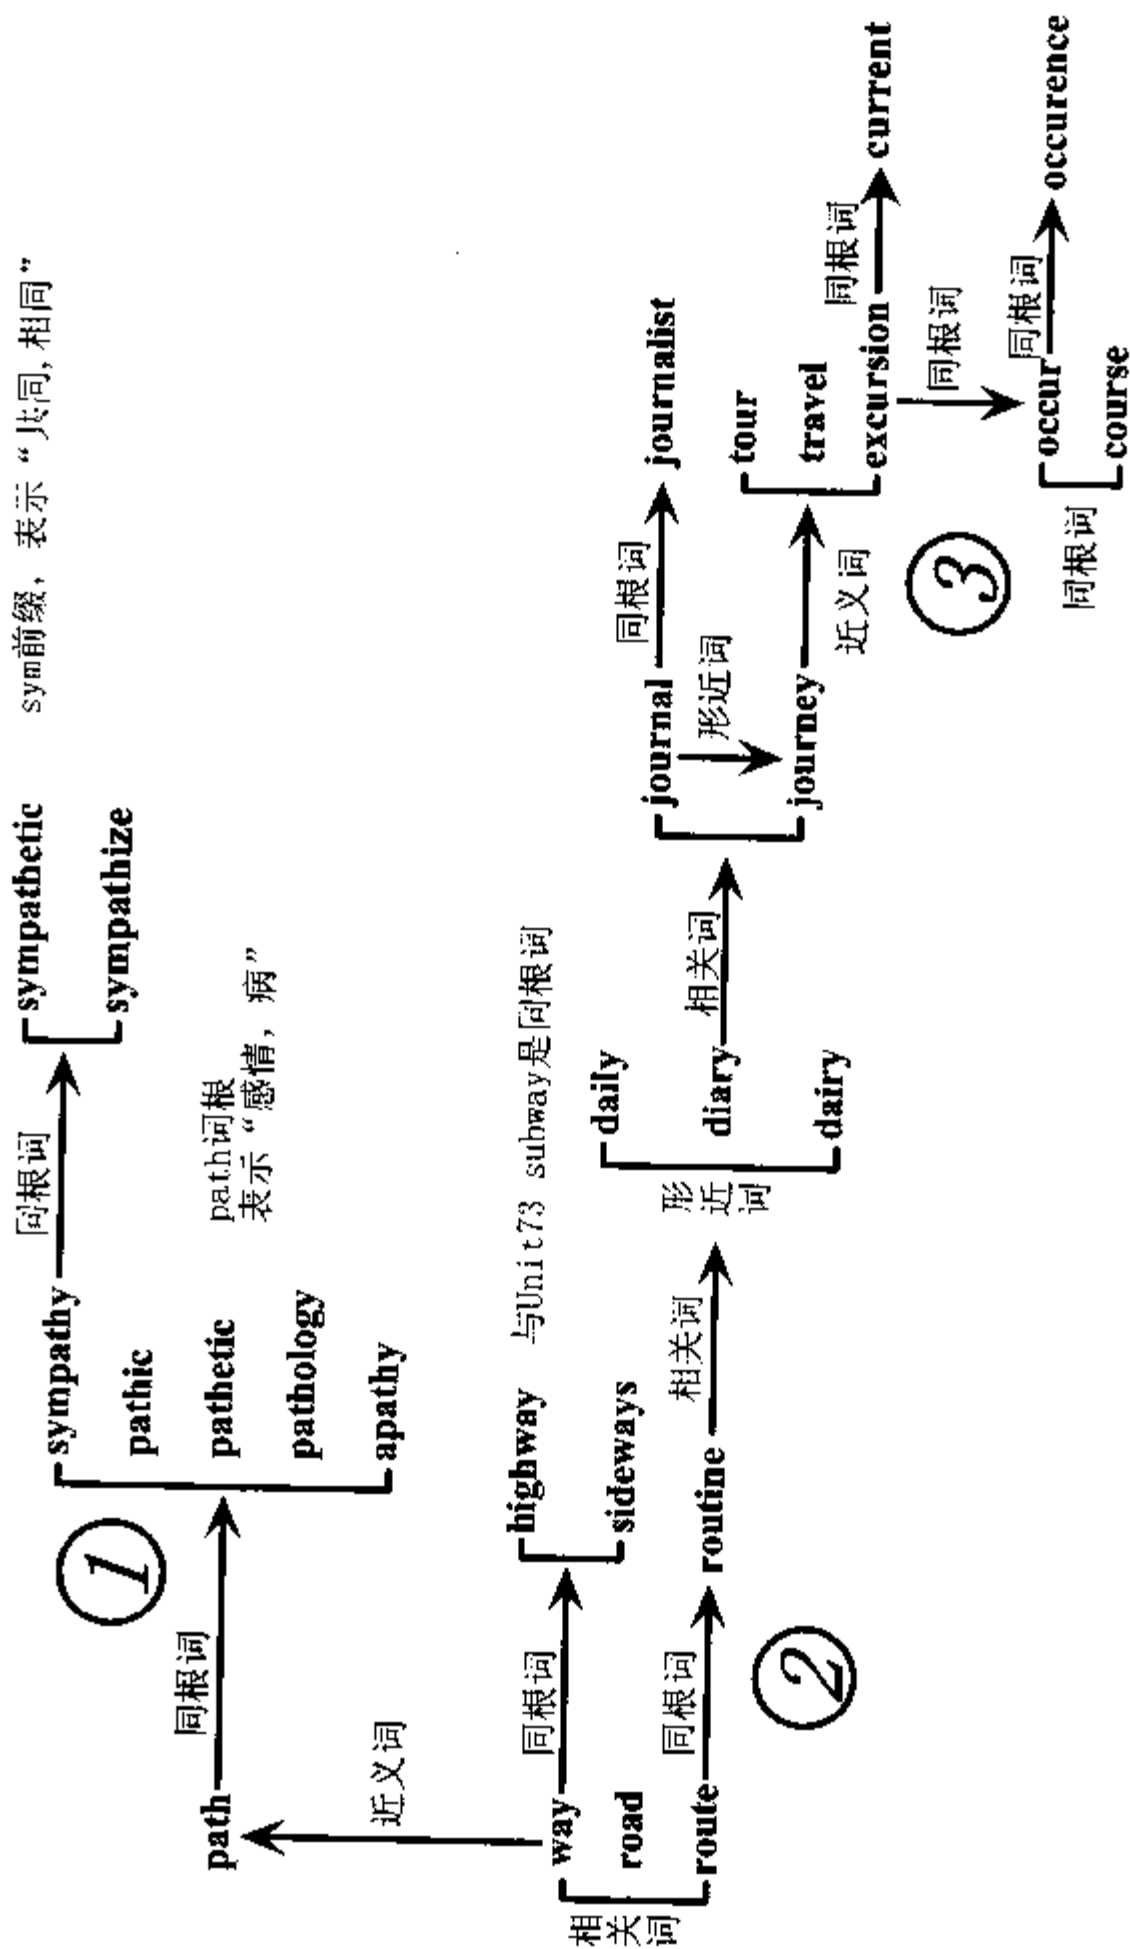 sympathetic
sym前缀，表示“共同,相同”
同根词
sympathy
sympathize
①
pathic
path词根
表示“感情，病”
同根词
pathetic
path
pathology
apathy
近义词
highway
与Unit73 subway是同根词
同根词
way
sideways
相关词
road
daily
同根词
journal
journalist
同根词
route
routine
相关词
形近词
diary
相关词
形近词
tour
②
journey
近义词
travel
dairy
同根词
excursion
current
③
同根词
同根词
occur
occurence
同根词
course